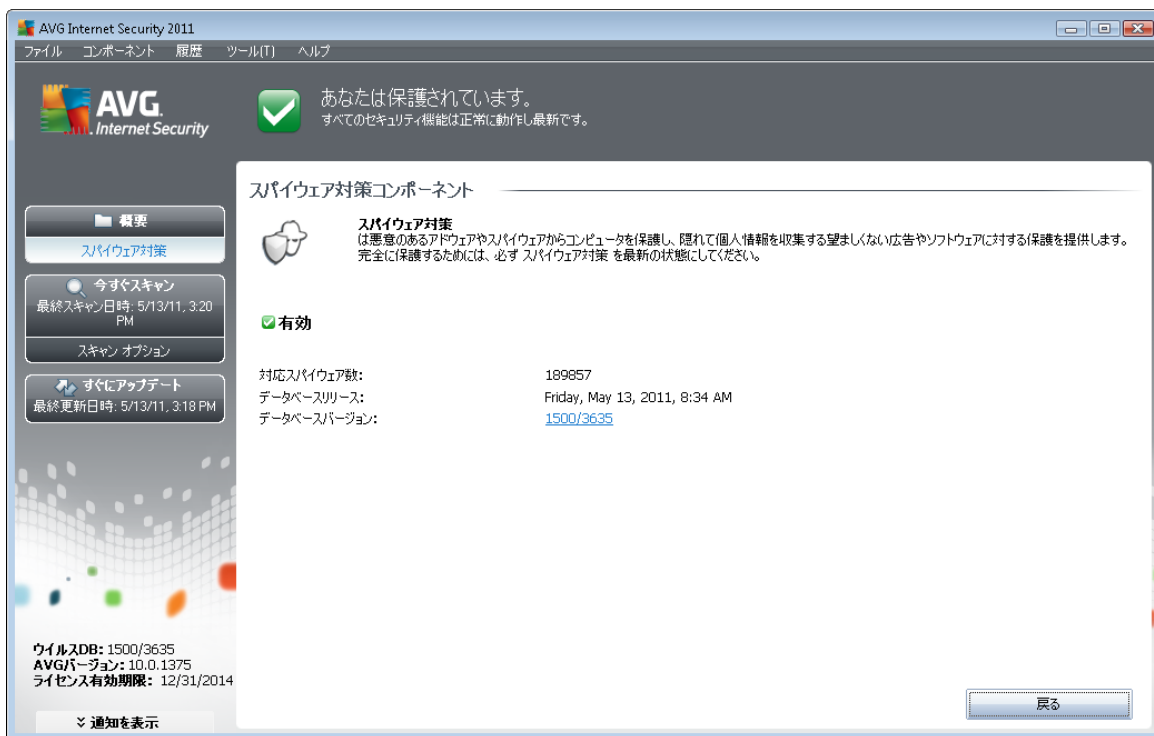 AVG Internet Security 2011
ファイル コンポーネント 履歴 ツール(T) ヘルプ
AVG.
Internet Security
あなたは保護されています。
すべてのセキュリティ機能は正常に動作し最新です。
概要
スパイウェア対策
今すぐスキャン
最終スキャン日時: 5/13/11, 3:20
PM
スキャン オプション
すぐにアップデート
最終更新日時: 5/13/11, 3:18 PM
ウイルスDB: 1500/3635
AVGバージョン: 10.0.1375
ライセンス有効期限: 12/31/2014
通知を表示
スパイウェア対策コンポーネント
スパイウェア対策
は悪意のあるアドウェアやスパイウェアからコンピュータを保護し、隠れて個人情報を収集する望ましくない広告やソフトウェアに対する保護を提供します。
完全に保護するためには、必ず スパイウェア対策 を最新の状態にしてください。
有効
対応スパイウェア数: 189857
データベースリリース: Friday, May 13, 2011, 8:34 AM
データベースバージョン: 1500/3635
戻る